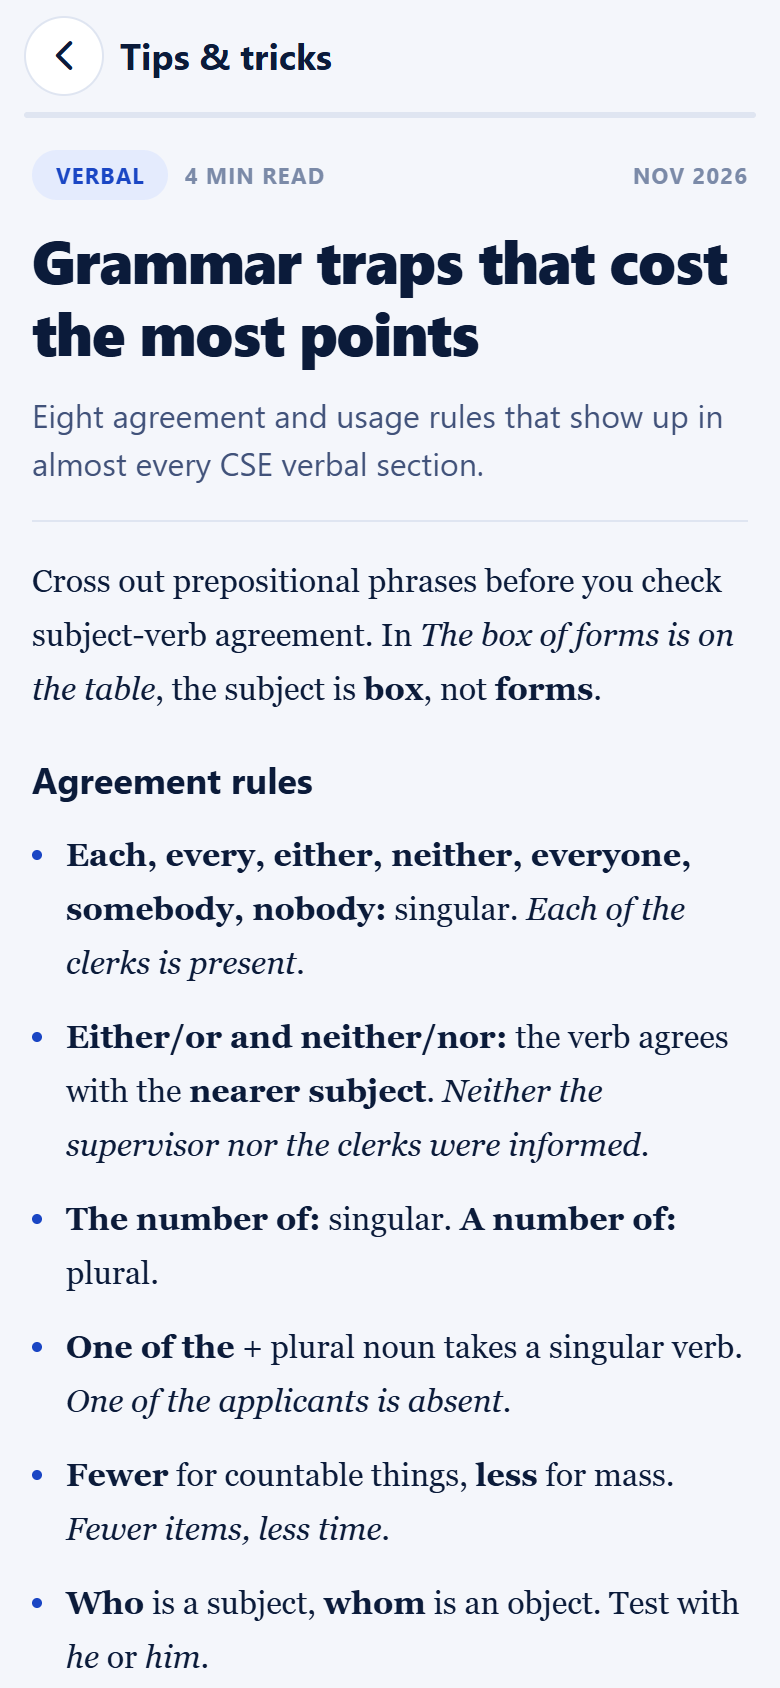 Tips & tricks
VERBAL 4 MIN READ NOV 2026
Grammar traps that cost
the most points
Eight agreement and usage rules that show up in
almost every CSE verbal section.
Cross out prepositional phrases before you check
subject-verb agreement. In The box of forms is on
the table, the subject is box, not forms.
Agreement rules
• Each, every, either, neither, everyone,
somebody, nobody: singular. Each of the
clerks is present.
• Either/or and neither/nor: the verb agrees
with the nearer subject. Neither the
supervisor nor the clerks were informed.
• The number of: singular. A number of:
plural.
• One of the + plural noun takes a singular verb.
One of the applicants is absent.
• Fewer for countable things, less for mass.
Fewer items, less time.
• Who is a subject, whom is an object. Test with
he or him.